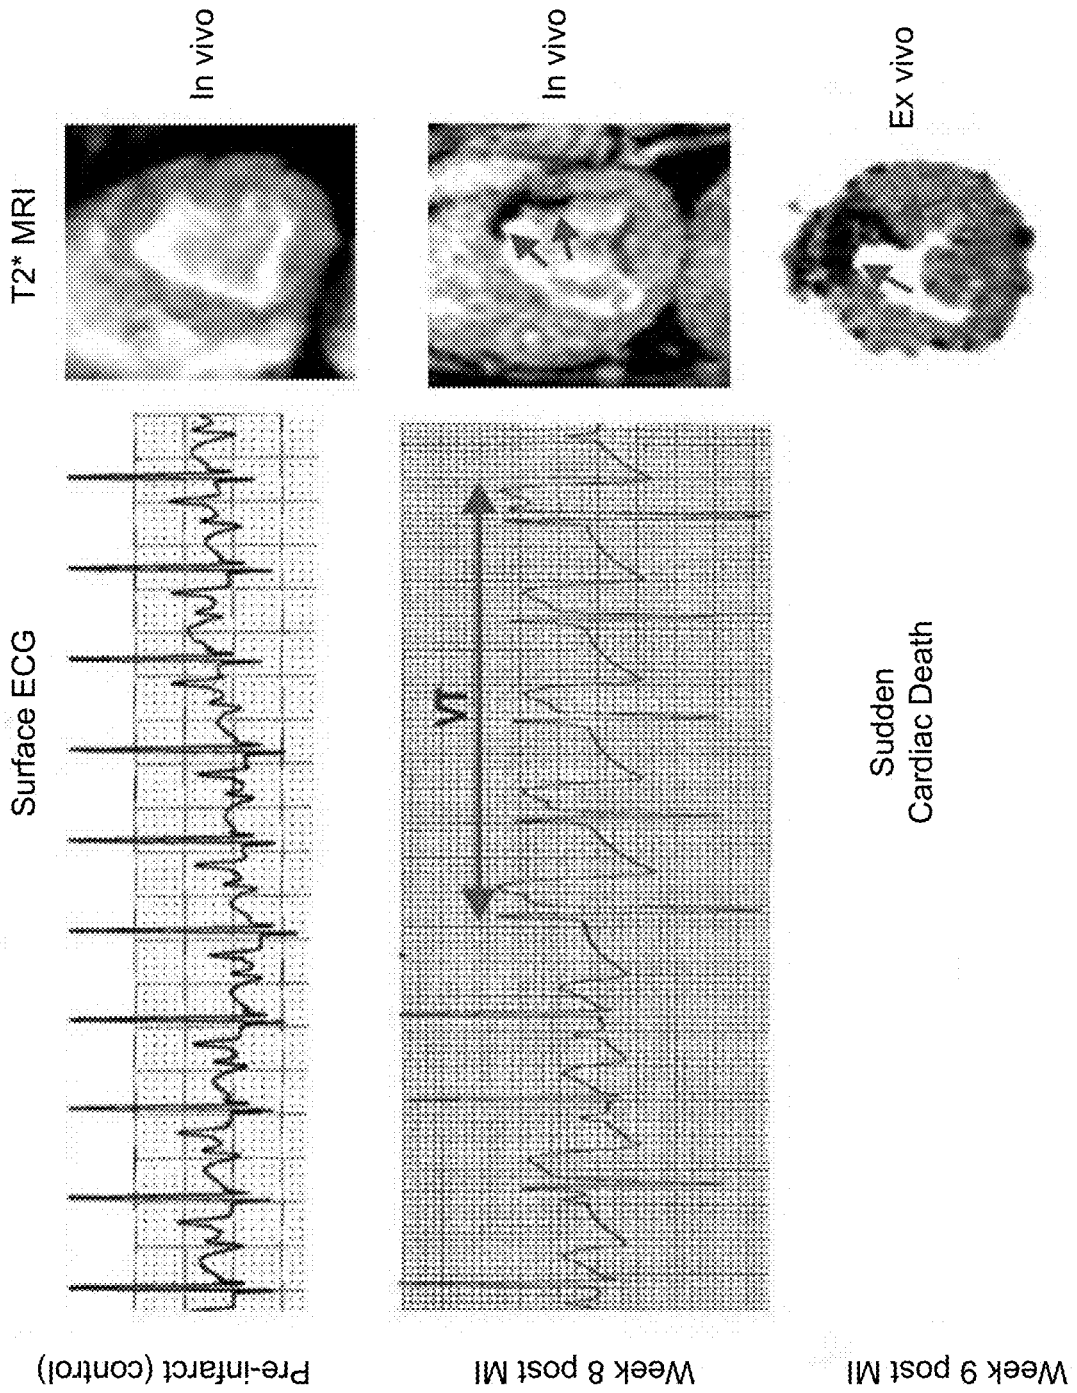 Surface ECG
T2* MRI
Pre-infarct (control)
In vivo
Week 8 post MI
VT
In vivo
Week 9 post MI
Sudden
Cardiac Death
Ex vivo